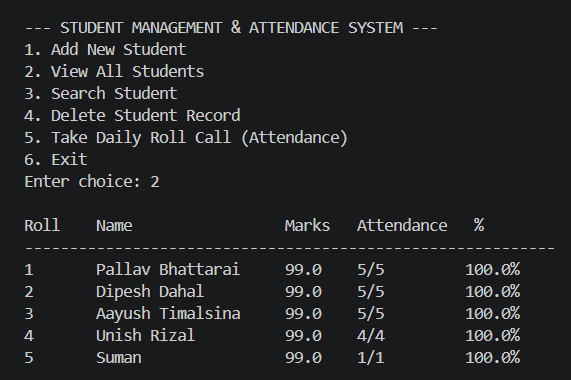 --- STUDENT MANAGEMENT & ATTENDANCE SYSTEM ---
1. Add New Student
2. View All Students
3. Search Student
4. Delete Student Record
5. Take Daily Roll Call (Attendance)
6. Exit
Enter choice: 2
Roll    Name                 Marks   Attendance   %
-----------------------------------------------------------
1       Pallav Bhattarai     99.0    5/5         100.0%
2       Dipesh Dahal         99.0    5/5         100.0%
3       Aayush Timalsina     99.0    5/5         100.0%
4       Unish Rizal          99.0    4/4         100.0%
5       Suman                99.0    1/1         100.0%